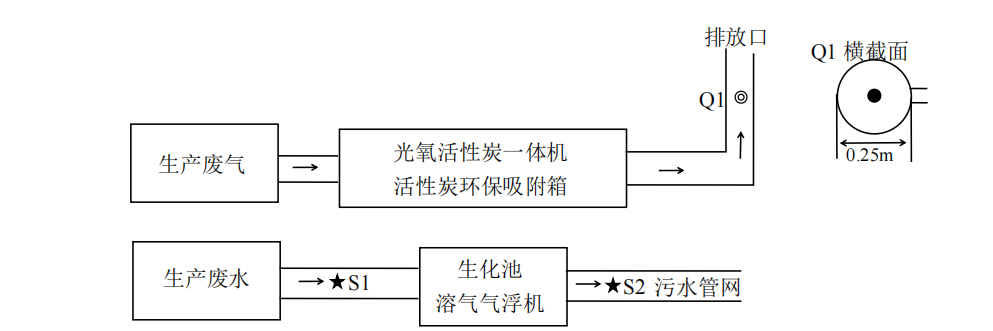 排放口
Q1 横截面
Q1 ◎
0.25m
生产废气
→
光氧活性炭一体机
活性炭环保吸附箱
→
生产废水
→★S1
生化池
溶气气浮机
→★S2 污水管网